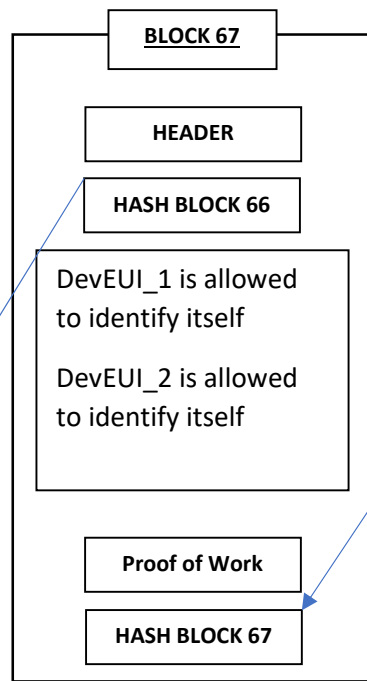 BLOCK 67
HEADER
HASH BLOCK 66
DevEUI_1 is allowed
to identify itself
DevEUI_2 is allowed
to identify itself
Proof of Work
HASH BLOCK 67